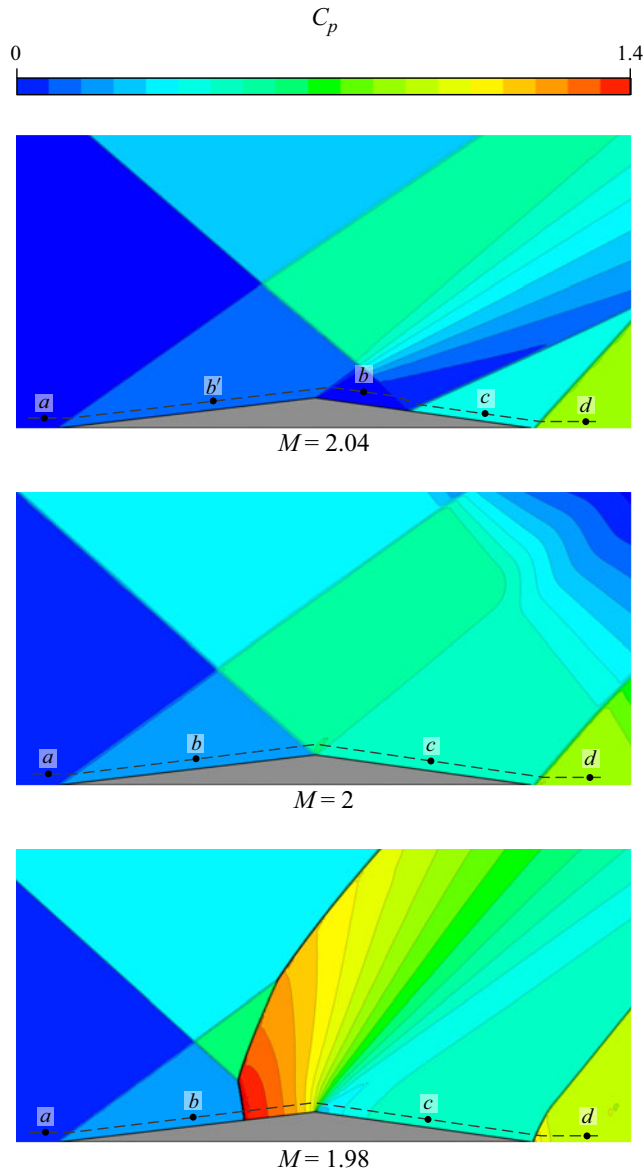 C_p
0 1.4
a b′ b c d
M = 2.04
a b c d
M = 2
a b c d
M = 1.98